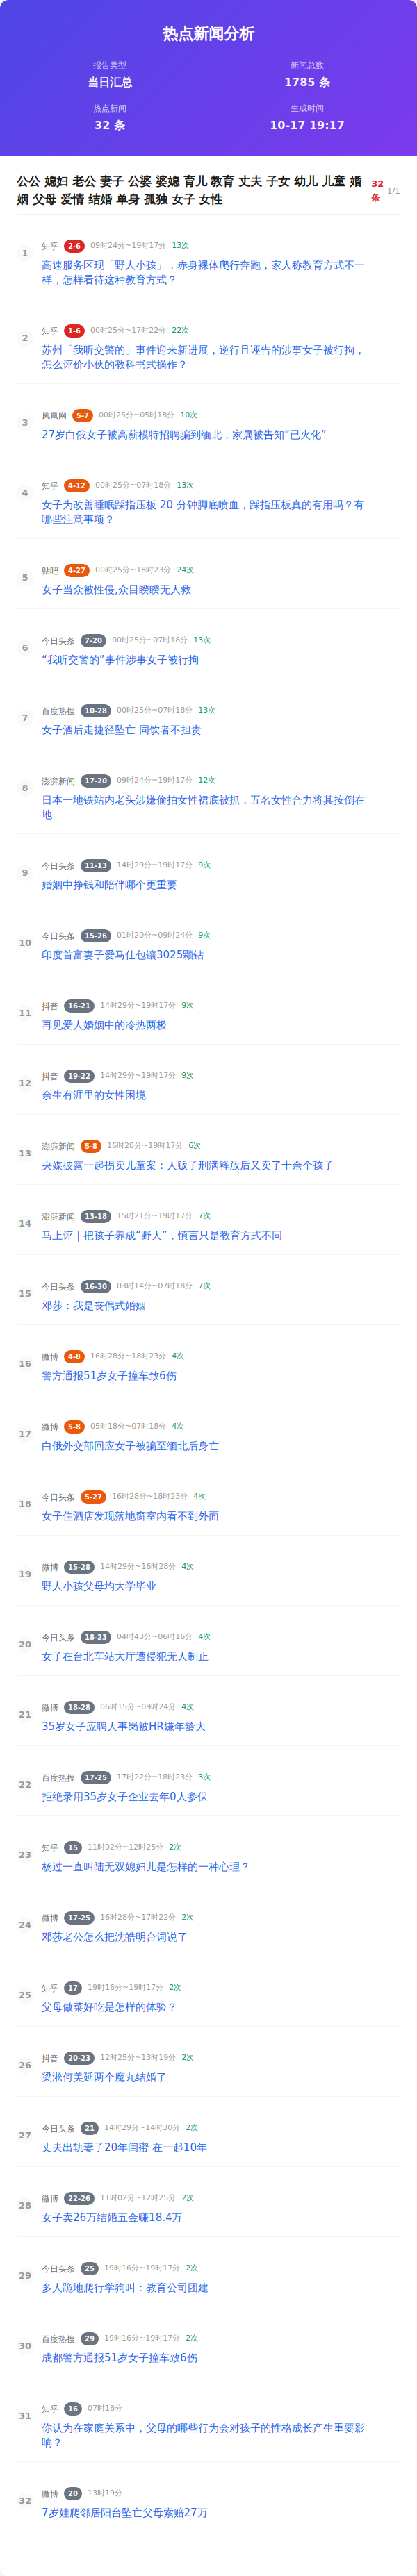 热点新闻分析
报告类型
当日汇总
新闻总数
1785 条
热点新闻
32 条
生成时间
10-17 19:17
公公 媳妇 老公 妻子 公婆 婆媳 育儿 教育 丈夫 子女 幼儿 儿童 婚
姻 父母 爱情 结婚 单身 孤独 女子 女性
32
条
1/1
1
知乎 2-6 09时24分~19时17分 13次
高速服务区现「野人小孩」，赤身裸体爬行奔跑，家人称教育方式不一
样，怎样看待这种教育方式？
2
知乎 1-6 00时25分~17时22分 22次
苏州「我听交警的」事件迎来新进展，逆行且诬告的涉事女子被行拘，
怎么评价小伙的教科书式操作？
3
凤凰网 5-7 00时25分~05时18分 10次
27岁白俄女子被高薪模特招聘骗到缅北，家属被告知“已火化”
4
知乎 4-12 00时25分~07时18分 13次
女子为改善睡眠踩指压板 20 分钟脚底喷血，踩指压板真的有用吗？有
哪些注意事项？
5
贴吧 4-27 00时25分~18时23分 24次
女子当众被性侵,众目睽睽无人救
6
今日头条 7-20 00时25分~07时18分 13次
“我听交警的”事件涉事女子被行拘
7
百度热搜 10-28 00时25分~07时18分 13次
女子酒后走捷径坠亡 同饮者不担责
8
澎湃新闻 17-20 09时24分~19时17分 12次
日本一地铁站内老头涉嫌偷拍女性裙底被抓，五名女性合力将其按倒在
地
9
今日头条 11-13 14时29分~19时17分 9次
婚姻中挣钱和陪伴哪个更重要
10
今日头条 15-26 01时20分~09时24分 9次
印度首富妻子爱马仕包镶3025颗钻
11
抖音 16-21 14时29分~19时17分 9次
再见爱人婚姻中的冷热两极
12
抖音 19-22 14时29分~19时17分 9次
余生有涯里的女性困境
13
澎湃新闻 5-8 16时28分~19时17分 6次
央媒披露一起拐卖儿童案：人贩子刑满释放后又卖了十余个孩子
14
澎湃新闻 13-18 15时21分~19时17分 7次
马上评｜把孩子养成“野人”，慎言只是教育方式不同
15
今日头条 16-30 03时14分~07时18分 7次
邓莎：我是丧偶式婚姻
16
微博 4-8 16时28分~18时23分 4次
警方通报51岁女子撞车致6伤
17
微博 5-8 05时18分~07时18分 4次
白俄外交部回应女子被骗至缅北后身亡
18
今日头条 5-27 16时28分~18时23分 4次
女子住酒店发现落地窗室内看不到外面
19
微博 15-28 14时29分~16时28分 4次
野人小孩父母均大学毕业
20
今日头条 18-23 04时43分~06时16分 4次
女子在台北车站大厅遭侵犯无人制止
21
微博 18-28 06时15分~09时24分 4次
35岁女子应聘人事岗被HR嫌年龄大
22
百度热搜 17-25 17时22分~18时23分 3次
拒绝录用35岁女子企业去年0人参保
23
知乎 15 11时02分~12时25分 2次
杨过一直叫陆无双媳妇儿是怎样的一种心理？
24
微博 17-25 16时28分~17时22分 2次
邓莎老公怎么把沈皓明台词说了
25
知乎 17 19时16分~19时17分 2次
父母做菜好吃是怎样的体验？
26
抖音 20-23 12时25分~13时19分 2次
梁淞何美延两个魔丸结婚了
27
今日头条 21 14时29分~14时30分 2次
丈夫出轨妻子20年闺蜜 在一起10年
28
微博 22-26 11时02分~12时25分 2次
女子卖26万结婚五金赚18.4万
29
今日头条 25 19时16分~19时17分 2次
多人跪地爬行学狗叫：教育公司团建
30
百度热搜 29 19时16分~19时17分 2次
成都警方通报51岁女子撞车致6伤
31
知乎 16 07时18分
你认为在家庭关系中，父母的哪些行为会对孩子的性格成长产生重要影
响？
32
微博 20 13时19分
7岁娃爬邻居阳台坠亡父母索赔27万